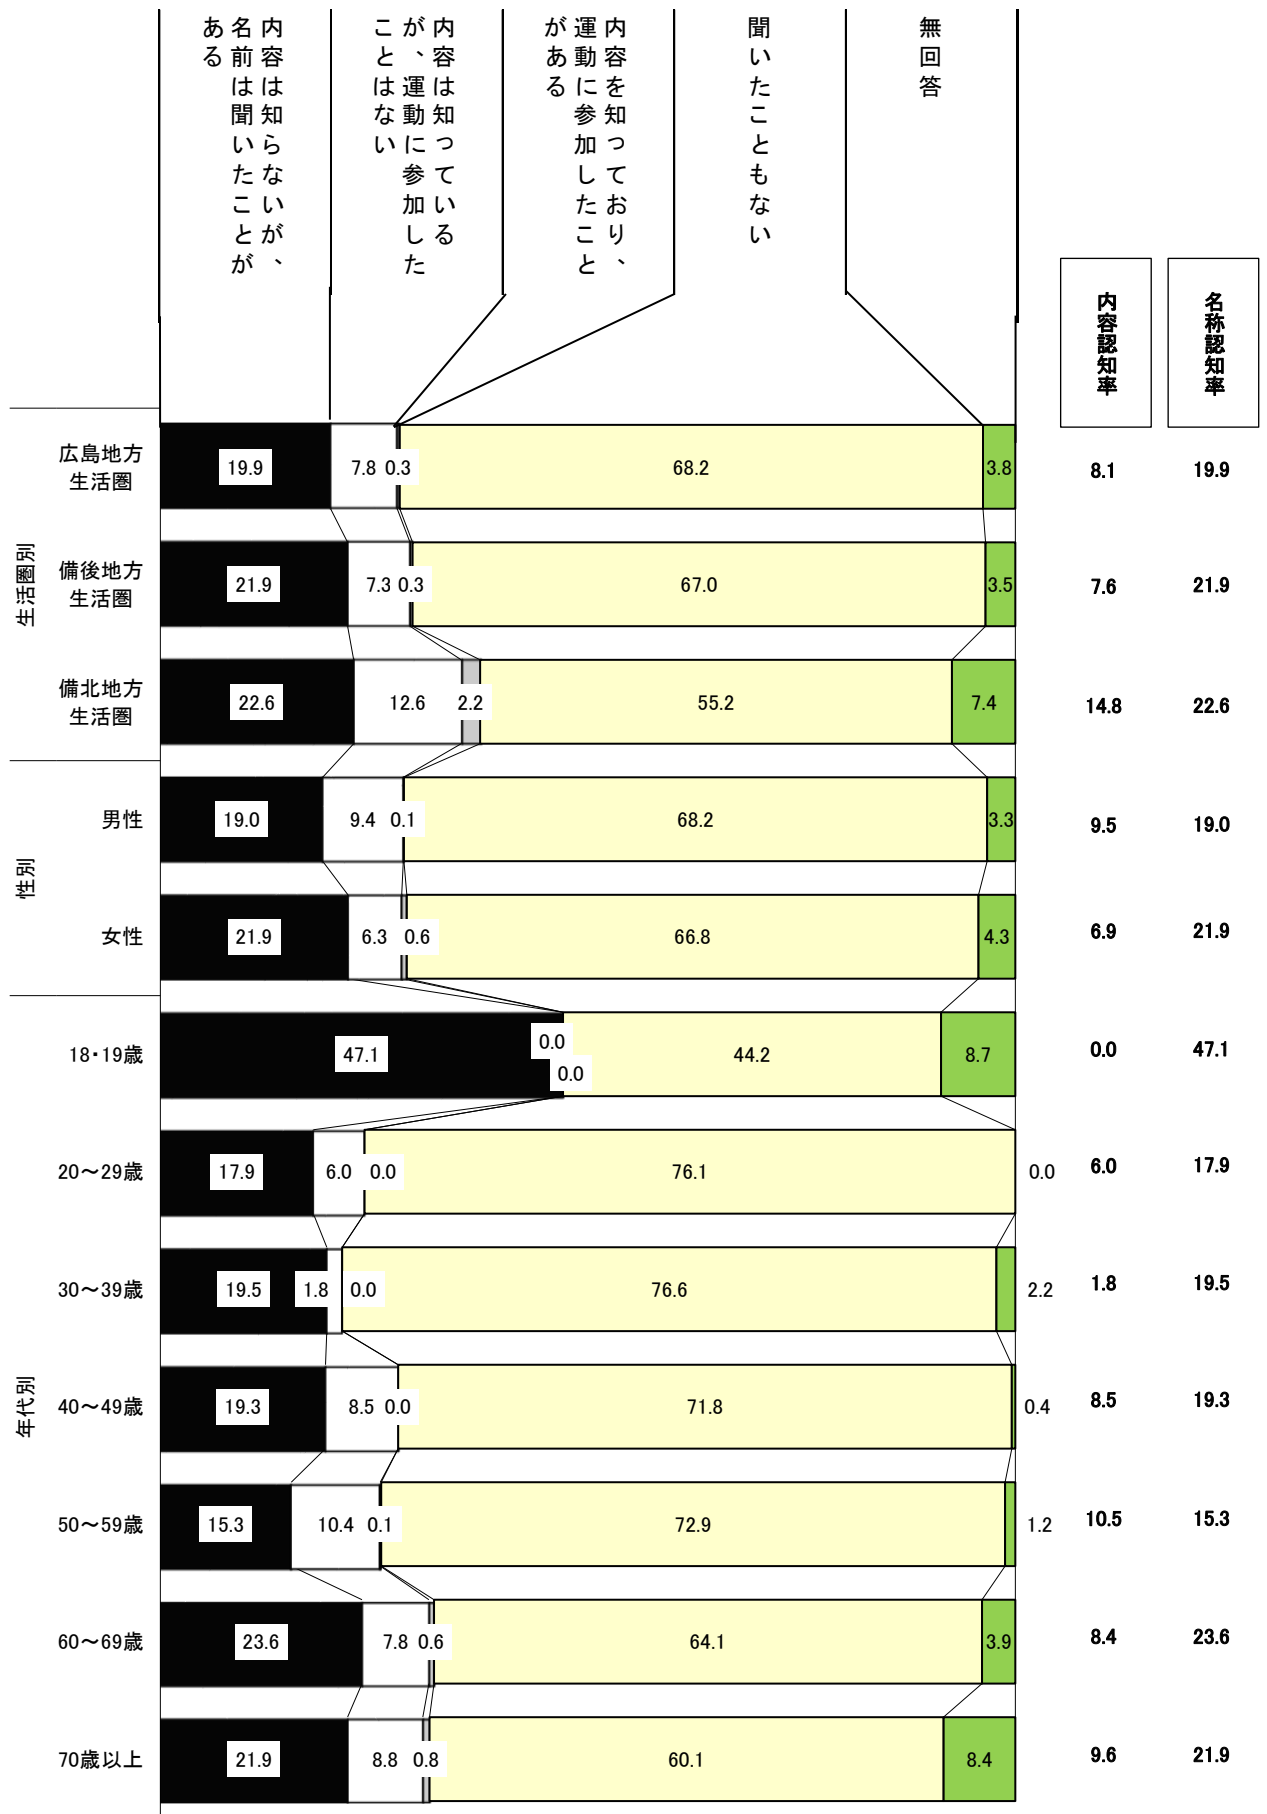 内容は知らないが、
名前は聞いたことが
ある
内容は知っている
が、運動に参加した
ことはない
内容を知っており、
運動に参加したこと
がある
聞いたこともない
無回答
内容認知率
名称認知率
生活圏別
広島地方
生活圏
19.9 7.8 0.3 68.2 3.8 8.1 19.9
備後地方
生活圏
21.9 7.3 0.3 67.0 3.5 7.6 21.9
備北地方
生活圏
22.6 12.6 2.2 55.2 7.4 14.8 22.6
性別
男性 19.0 9.4 0.1 68.2 3.3 9.5 19.0
女性 21.9 6.3 0.6 66.8 4.3 6.9 21.9
年代別
18・19歳 47.1 0.0 0.0 44.2 8.7 0.0 47.1
20～29歳 17.9 6.0 0.0 76.1 0.0 6.0 17.9
30～39歳 19.5 1.8 0.0 76.6 2.2 1.8 19.5
40～49歳 19.3 8.5 0.0 71.8 0.4 8.5 19.3
50～59歳 15.3 10.4 0.1 72.9 1.2 10.5 15.3
60～69歳 23.6 7.8 0.6 64.1 3.9 8.4 23.6
70歳以上 21.9 8.8 0.8 60.1 8.4 9.6 21.9